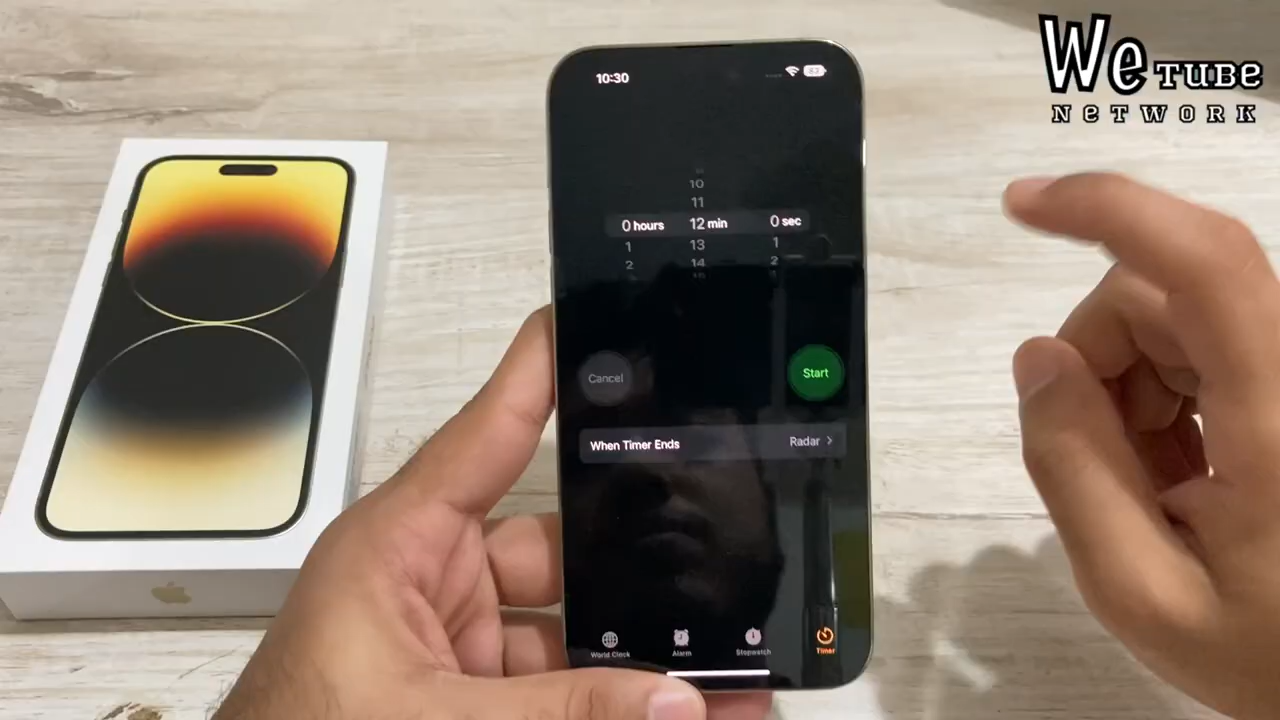 We TUBE
NETWORK
10:30
10
11
0 hours 12 min 0 sec
1 13 1
2 14 2
Cancel Start
When Timer Ends Radar >
World Clock Alarm Stopwatch Timer